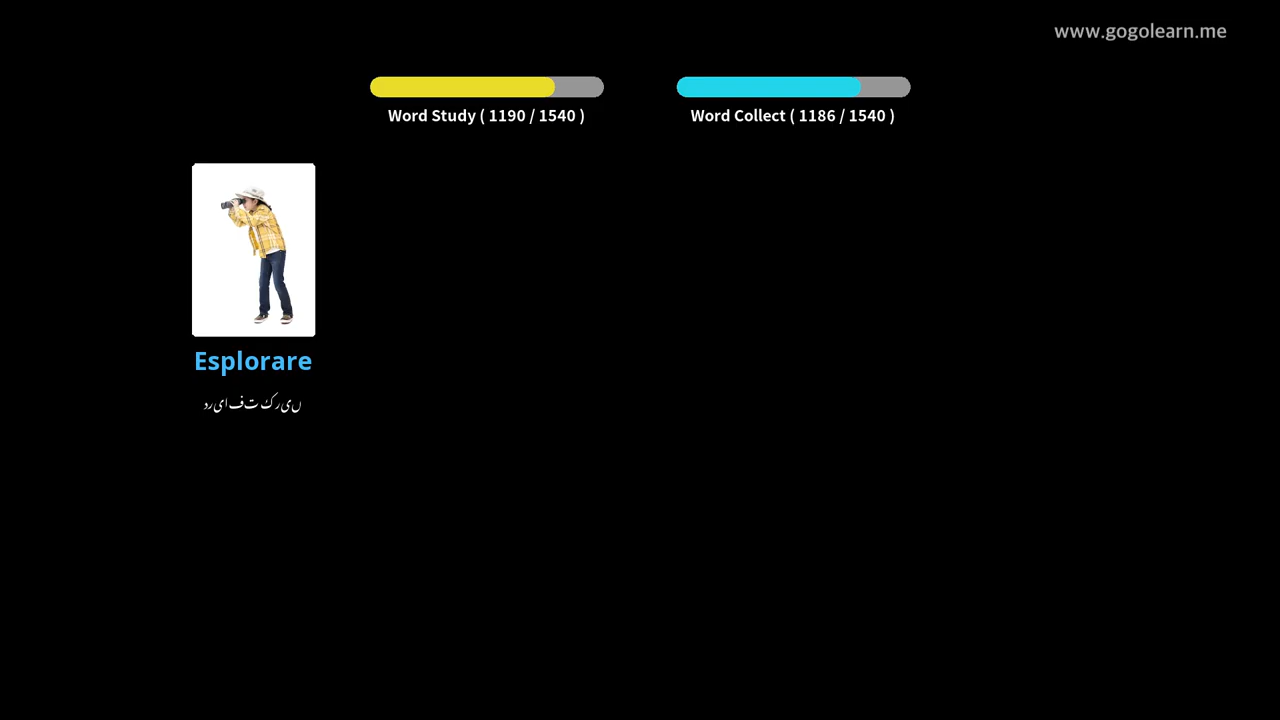 www.gogolearn.me
Word Study ( 1190 / 1540 )
Word Collect ( 1186 / 1540 )
Esplorare
دریافت کریں